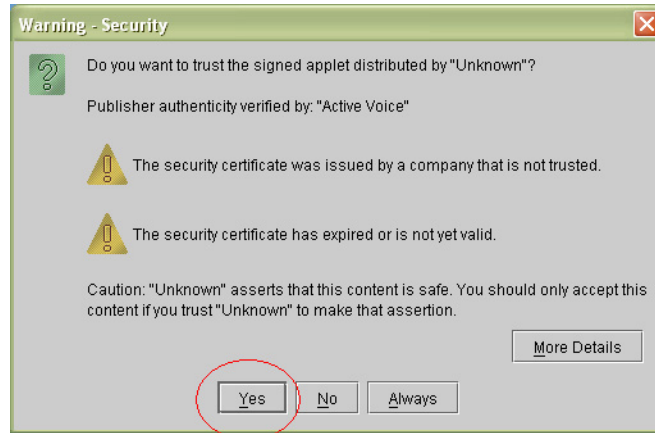 Warning - Security
Do you want to trust the signed applet distributed by "Unknown"?
Publisher authenticity verified by: "Active Voice"
The security certificate was issued by a company that is not trusted.
The security certificate has expired or is not yet valid.
Caution: "Unknown" asserts that this content is safe. You should only accept this
content if you trust "Unknown" to make that assertion.
More Details
Yes No Always